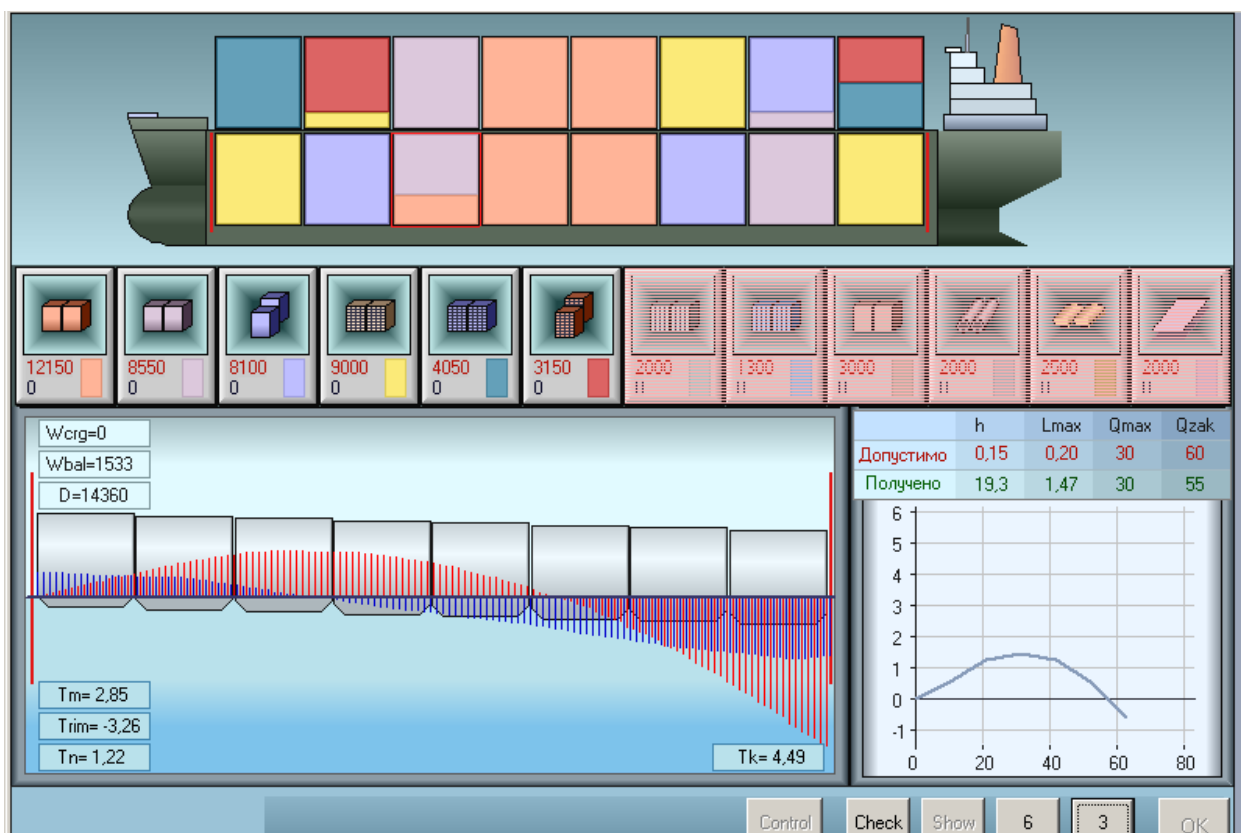 12150 8550 8100 9000 4050 3150 2000 1300 3000 2000 2500 2000
0 0 0 0 0 0 !! !! !! !! !! !!
Wcrg=0
Wbal=1533
D=14360
Tm= 2,85
Trim= -3,26
Tn= 1,22
Tk= 4,49
h Lmax Qmax Qzak
Допустимо 0,15 0,20 30 60
Получено 19,3 1,47 30 55
6
5
4
3
2
1
0
-1
0 20 40 60 80
Control Check Show 6 3 OK